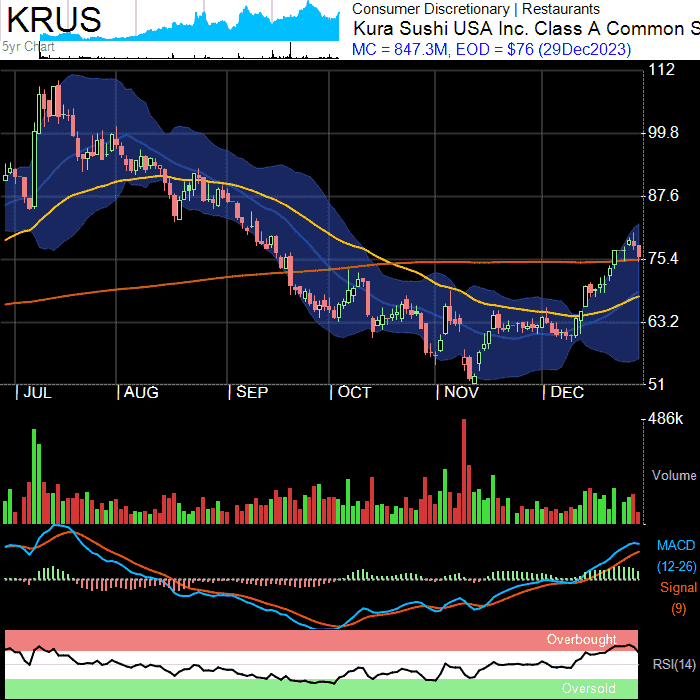 KRUS
5yr Chart
Consumer Discretionary | Restaurants
Kura Sushi USA Inc. Class A Common S
MC = 847.3M, EOD = $76 (29Dec2023)
112
99.8
87.6
75.4
63.2
51
JUL AUG SEP OCT NOV DEC
486k
Volume
MACD
(12-26)
Signal
(9)
Overbought
RSI(14)
Oversold